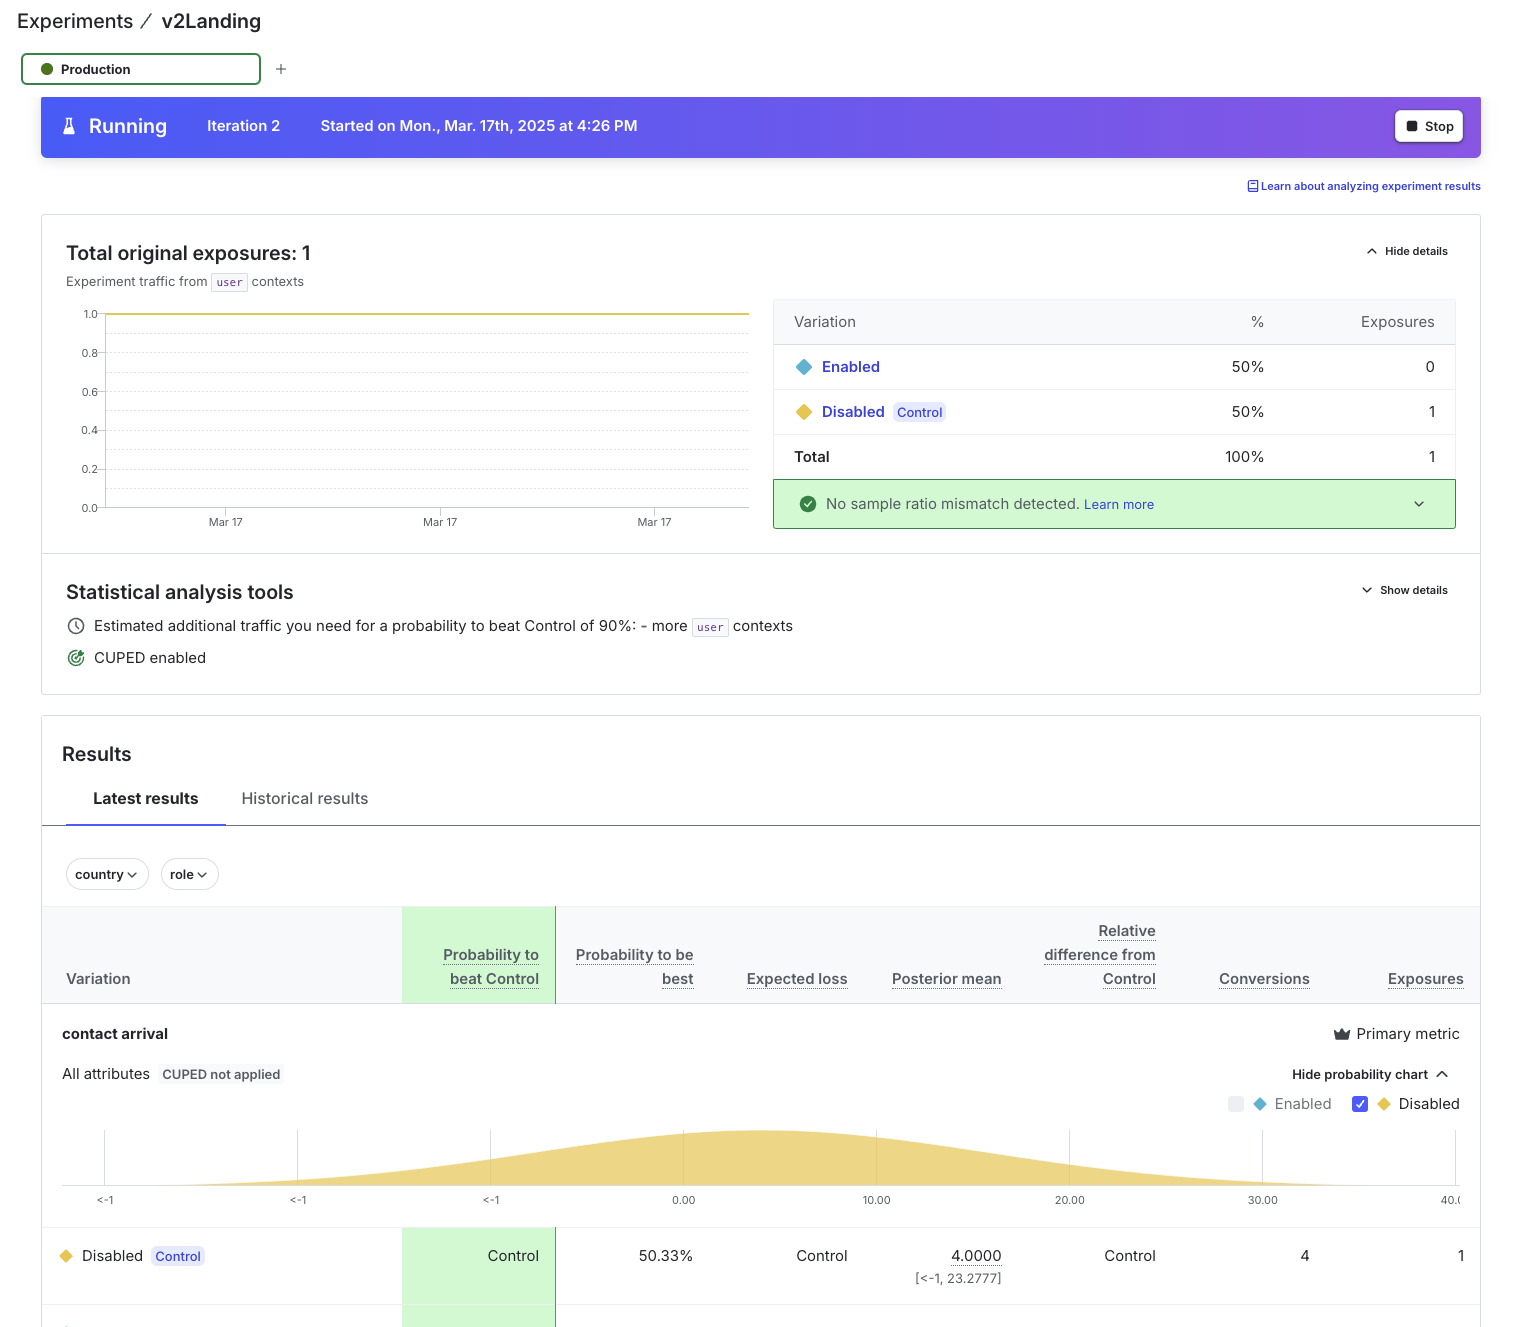 Experiments / v2Landing
Production
+
Running Iteration 2 Started on Mon., Mar. 17th, 2025 at 4:26 PM Stop
Learn about analyzing experiment results
Total original exposures: 1
Hide details
Experiment traffic from user contexts
1.0
0.8
0.6
0.4
0.2
0.0
Mar 17 Mar 17 Mar 17
Variation % Exposures
Enabled 50% 0
Disabled Control 50% 1
Total 100% 1
No sample ratio mismatch detected. Learn more
Statistical analysis tools
Show details
Estimated additional traffic you need for a probability to beat Control of 90%: - more user contexts
CUPED enabled
Results
Latest results Historical results
country role
Variation
Probability to
beat Control
Probability to be
best
Expected loss
Posterior mean
Relative
difference from
Control
Conversions
Exposures
contact arrival
Primary metric
All attributes CUPED not applied
Hide probability chart
Enabled Disabled
<-1 <-1 <-1 0.00 10.00 20.00 30.00 40.0
Disabled Control Control 50.33% Control 4.0000 Control 4 1
[<-1, 23.2777]